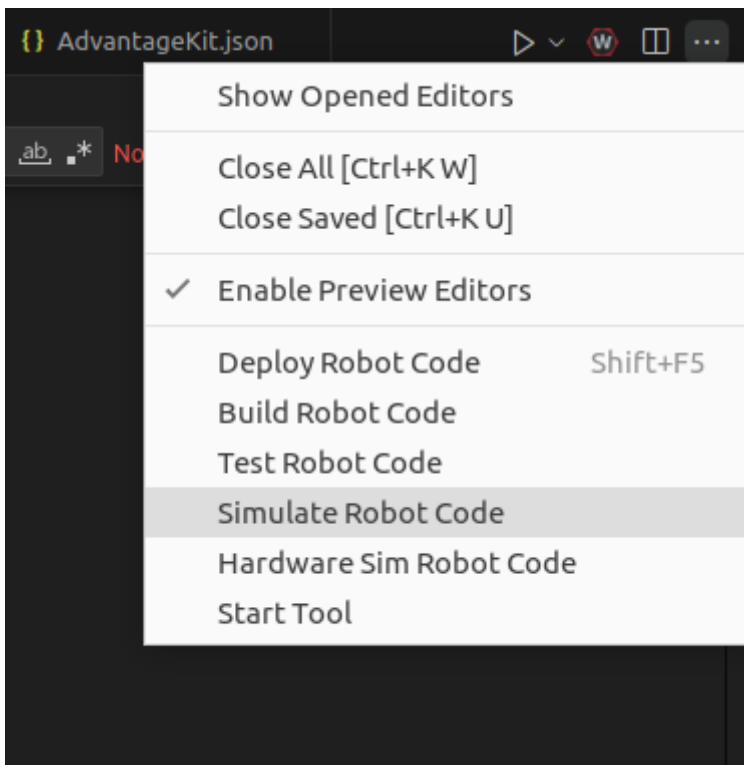 {} AdvantageKit.json
W
Show Opened Editors
ab * No
Close All [Ctrl+K W]
Close Saved [Ctrl+K U]
Enable Preview Editors
Deploy Robot Code Shift+F5
Build Robot Code
Test Robot Code
Simulate Robot Code
Hardware Sim Robot Code
Start Tool